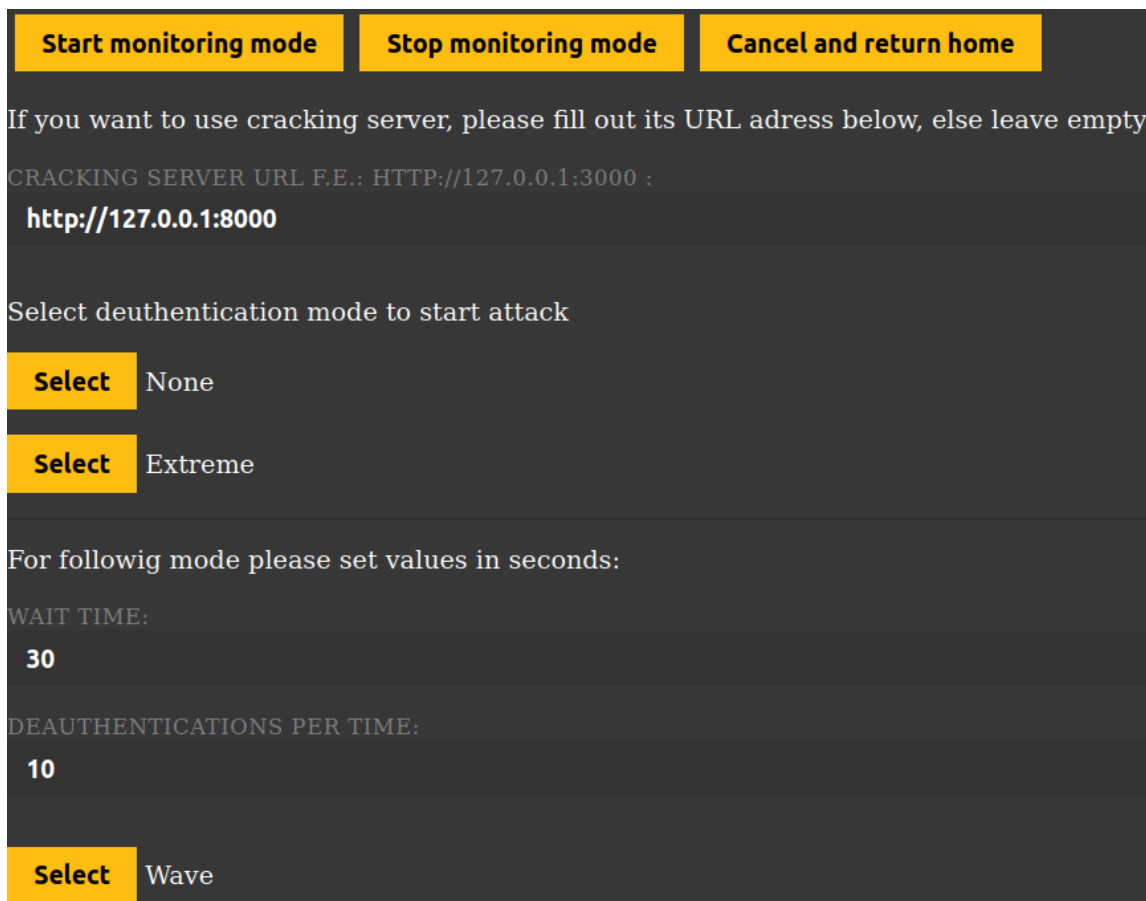 Start monitoring mode Stop monitoring mode Cancel and return home
If you want to use cracking server, please fill out its URL adress below, else leave empty
CRACKING SERVER URL F.E.: HTTP://127.0.0.1:3000 :
http://127.0.0.1:8000
Select deuthentication mode to start attack
Select None
Select Extreme
For followig mode please set values in seconds:
WAIT TIME:
30
DEAUTHENTICATIONS PER TIME:
10
Select Wave